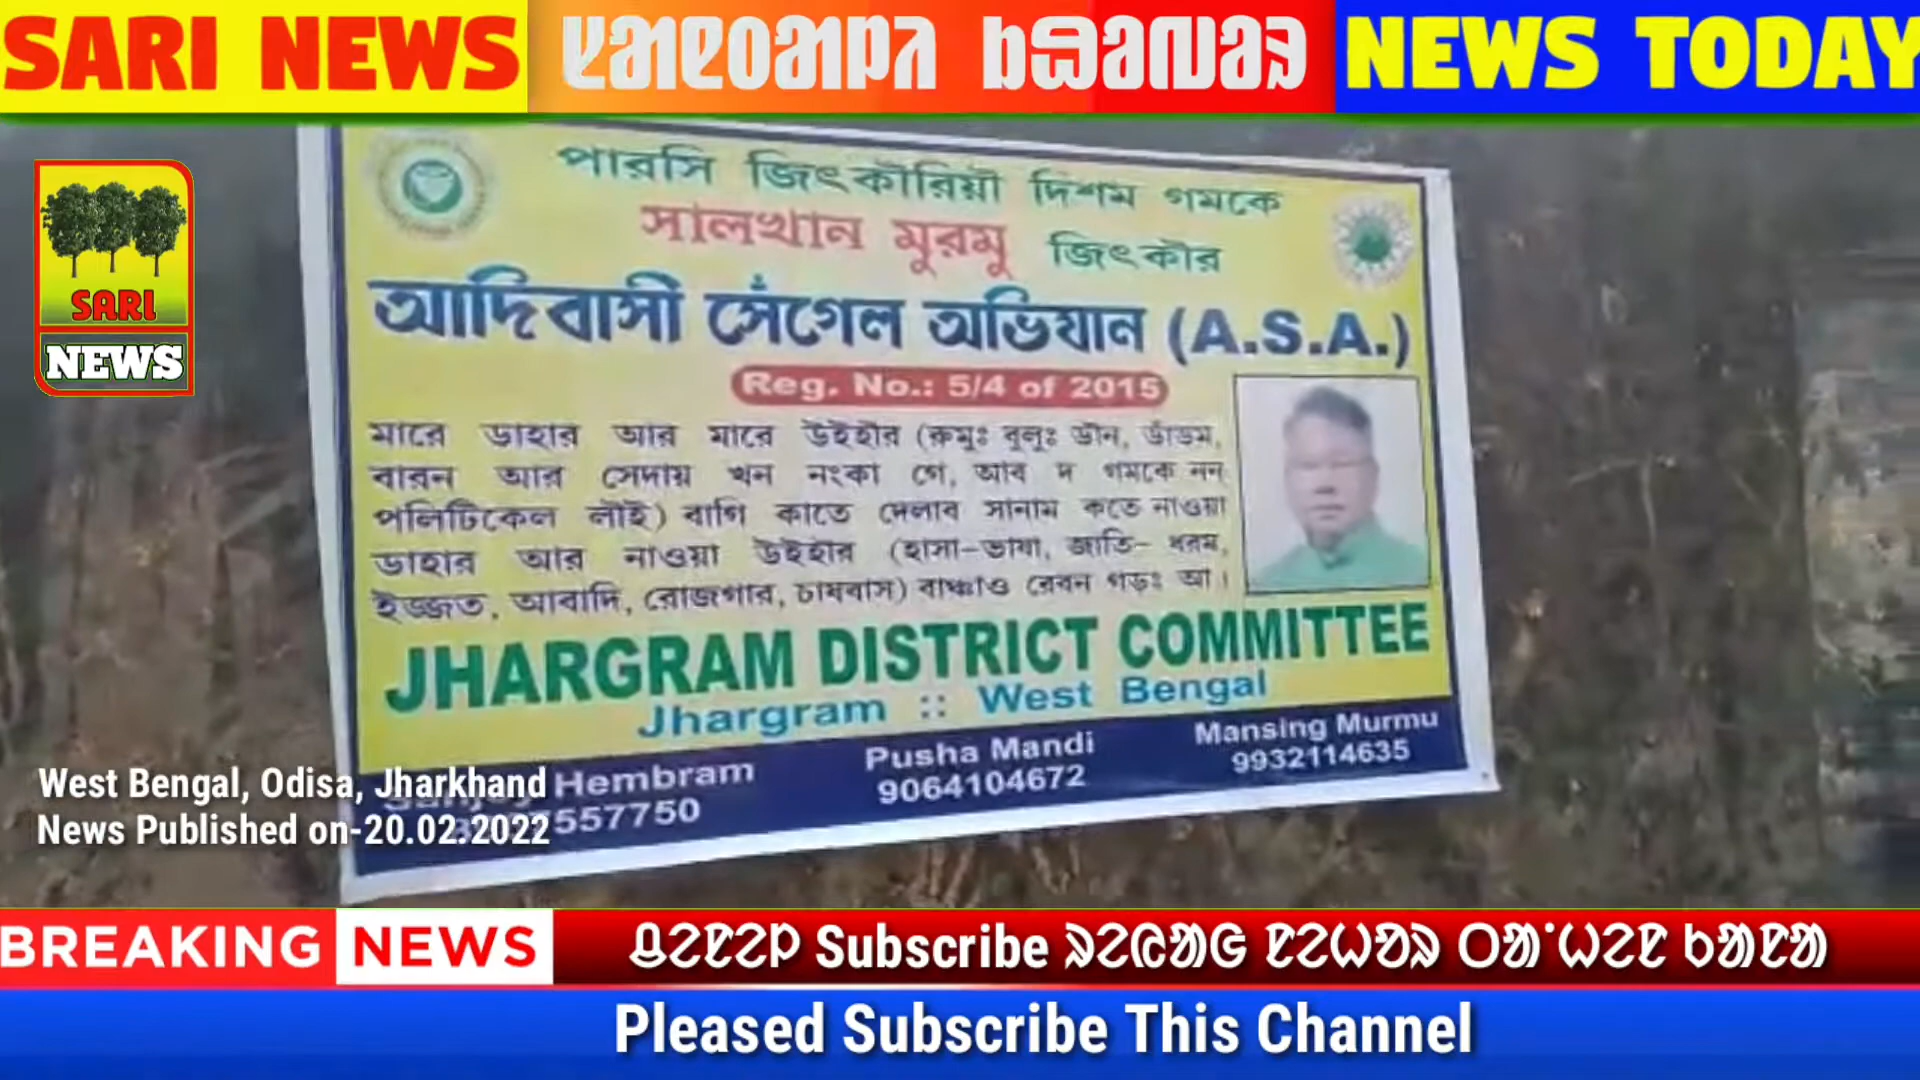 SARI NEWS
NEWS TODAY
পারসি জিৎকৗরিয়ৗ দিশম গমকে
সালখান মুরমু জিৎকৗর
আদিবাসী সেঁগেল অভিযান (A.S.A.)
Reg. No.: 5/4 of 2015
মারে ডাহার আর মারে উইহৗর (রুমুঃ বুলুঃ ডৗন, ডাঁডম,
বারন আর সেদায় খন নংকা গে, আব দ গমকে নন
পলিটিকেল লৗই) বাগি কাতে দেলাব সানাম কতে নাওয়া
ডাহার আর নাওয়া উইহৗর (হাসা-ভাষা, জাতি- ধরম,
ইজ্জত, আবাদি, রোজগার, চাষবাস) বাঞ্চাও রেবন গড়ঃ আ।
JHARGRAM DISTRICT COMMITTEE
Jhargram :: West Bengal
Hembram
557750
Pusha Mandi
9064104672
Mansing Murmu
9932114635
SARI
NEWS
West Bengal, Odisa, Jharkhand
News Published on-20.02.2022
BREAKING NEWS
Subscribe
Pleased Subscribe This Channel